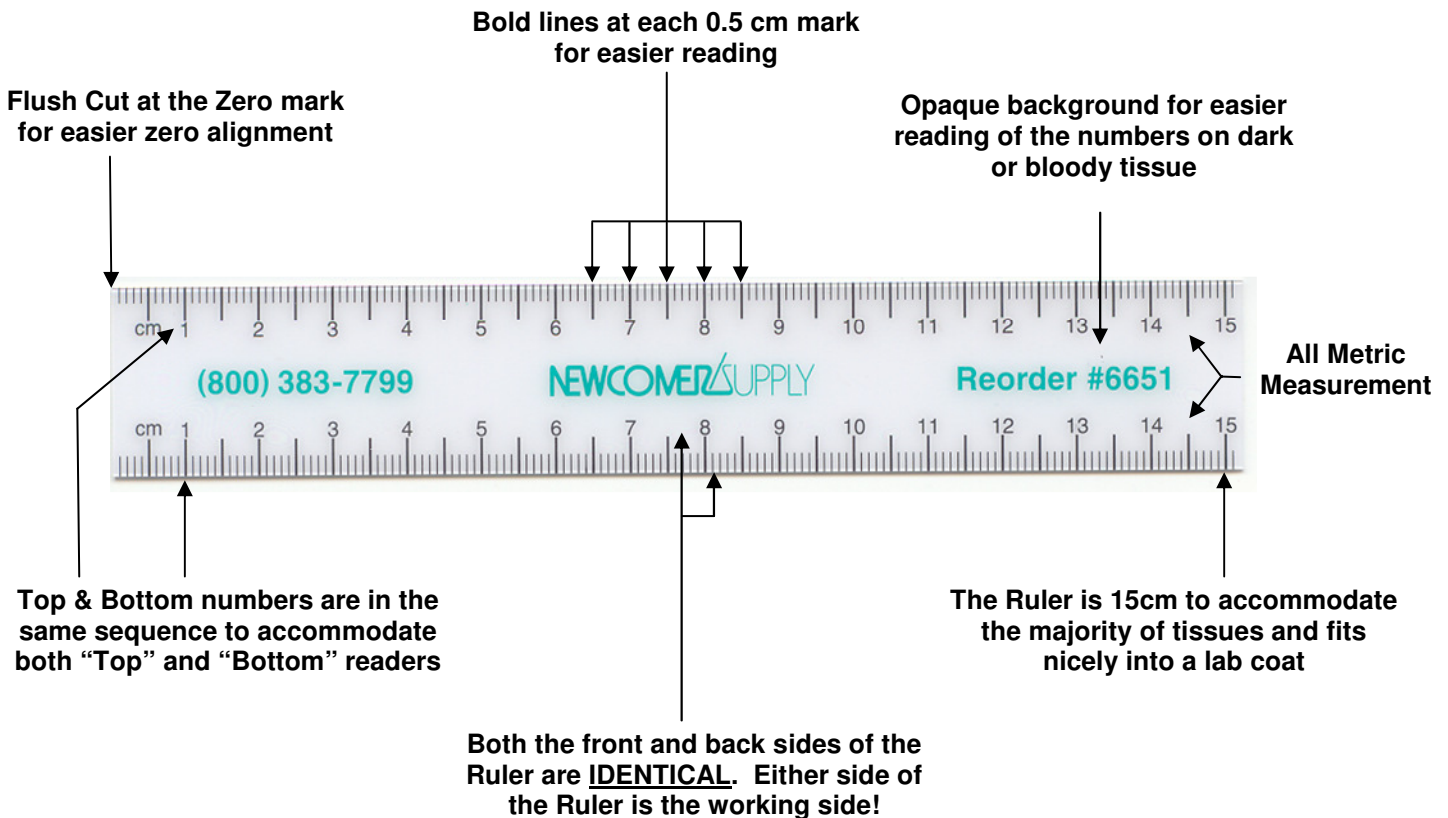 Bold lines at each 0.5 cm mark
for easier reading
Flush Cut at the Zero mark
for easier zero alignment
Opaque background for easier
reading of the numbers on dark
or bloody tissue
cm 1 2 3 4 5 6 7 8 9 10 11 12 13 14 15
(800) 383-7799 NEWCOMER SUPPLY Reorder #6651
All Metric
Measurement
cm 1 2 3 4 5 6 7 8 9 10 11 12 13 14 15
Top & Bottom numbers are in the
same sequence to accommodate
both “Top” and “Bottom” readers
The Ruler is 15cm to accommodate
the majority of tissues and fits
nicely into a lab coat
Both the front and back sides of the
Ruler are IDENTICAL.  Either side of
the Ruler is the working side!